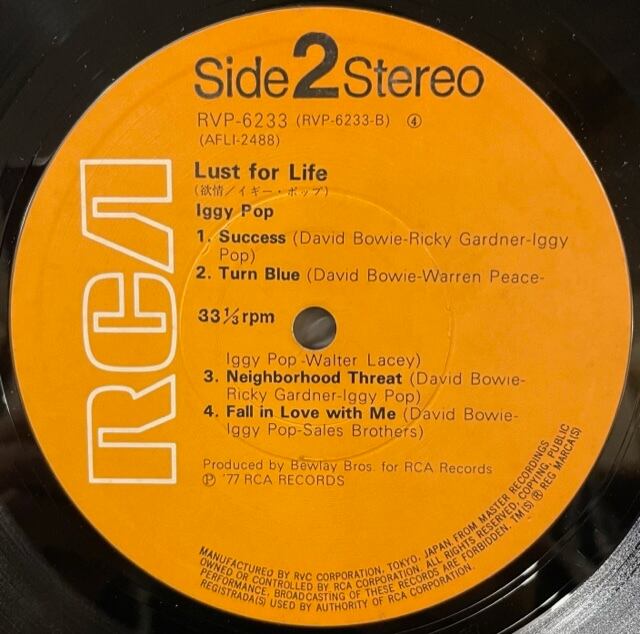 Side 2 Stereo
RVP-6233 (RVP-6233-B) ④
(AFLI-2488)
Lust for Life
(欲情/イギー・ポップ)
Iggy Pop
1. Success (David Bowie-Ricky Gardner-Iggy
Pop)
2. Turn Blue (David Bowie-Warren Peace-
33⅓rpm
Iggy Pop-Walter Lacey)
3. Neighborhood Threat (David Bowie-
Ricky Gardner-Iggy Pop)
4. Fall in Love with Me (David Bowie-
Iggy Pop-Sales Brothers)
Produced by Bewlay Bros. for RCA Records
Ⓟ '77 RCA RECORDS
RCA
MANUFACTURED BY RVC CORPORATION, TOKYO, JAPAN. FROM MASTER RECORDINGS
OWNED OR CONTROLLED BY RCA CORPORATION. ALL RIGHTS RESERVED, COPYING, PUBLIC
PERFORMANCE, BROADCASTING OF THESE RECORDS ARE FORBIDDEN. TM(S) ® REG MARCA(S)
REGISTRADA(S) USED BY AUTHORITY OF RCA CORPORATION.